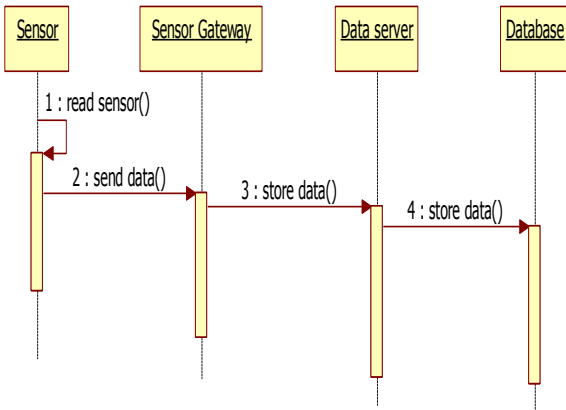 Sensor
Sensor Gateway
Data server
Database
1 : read sensor()
2 : send data()
3 : store data()
4 : store data()